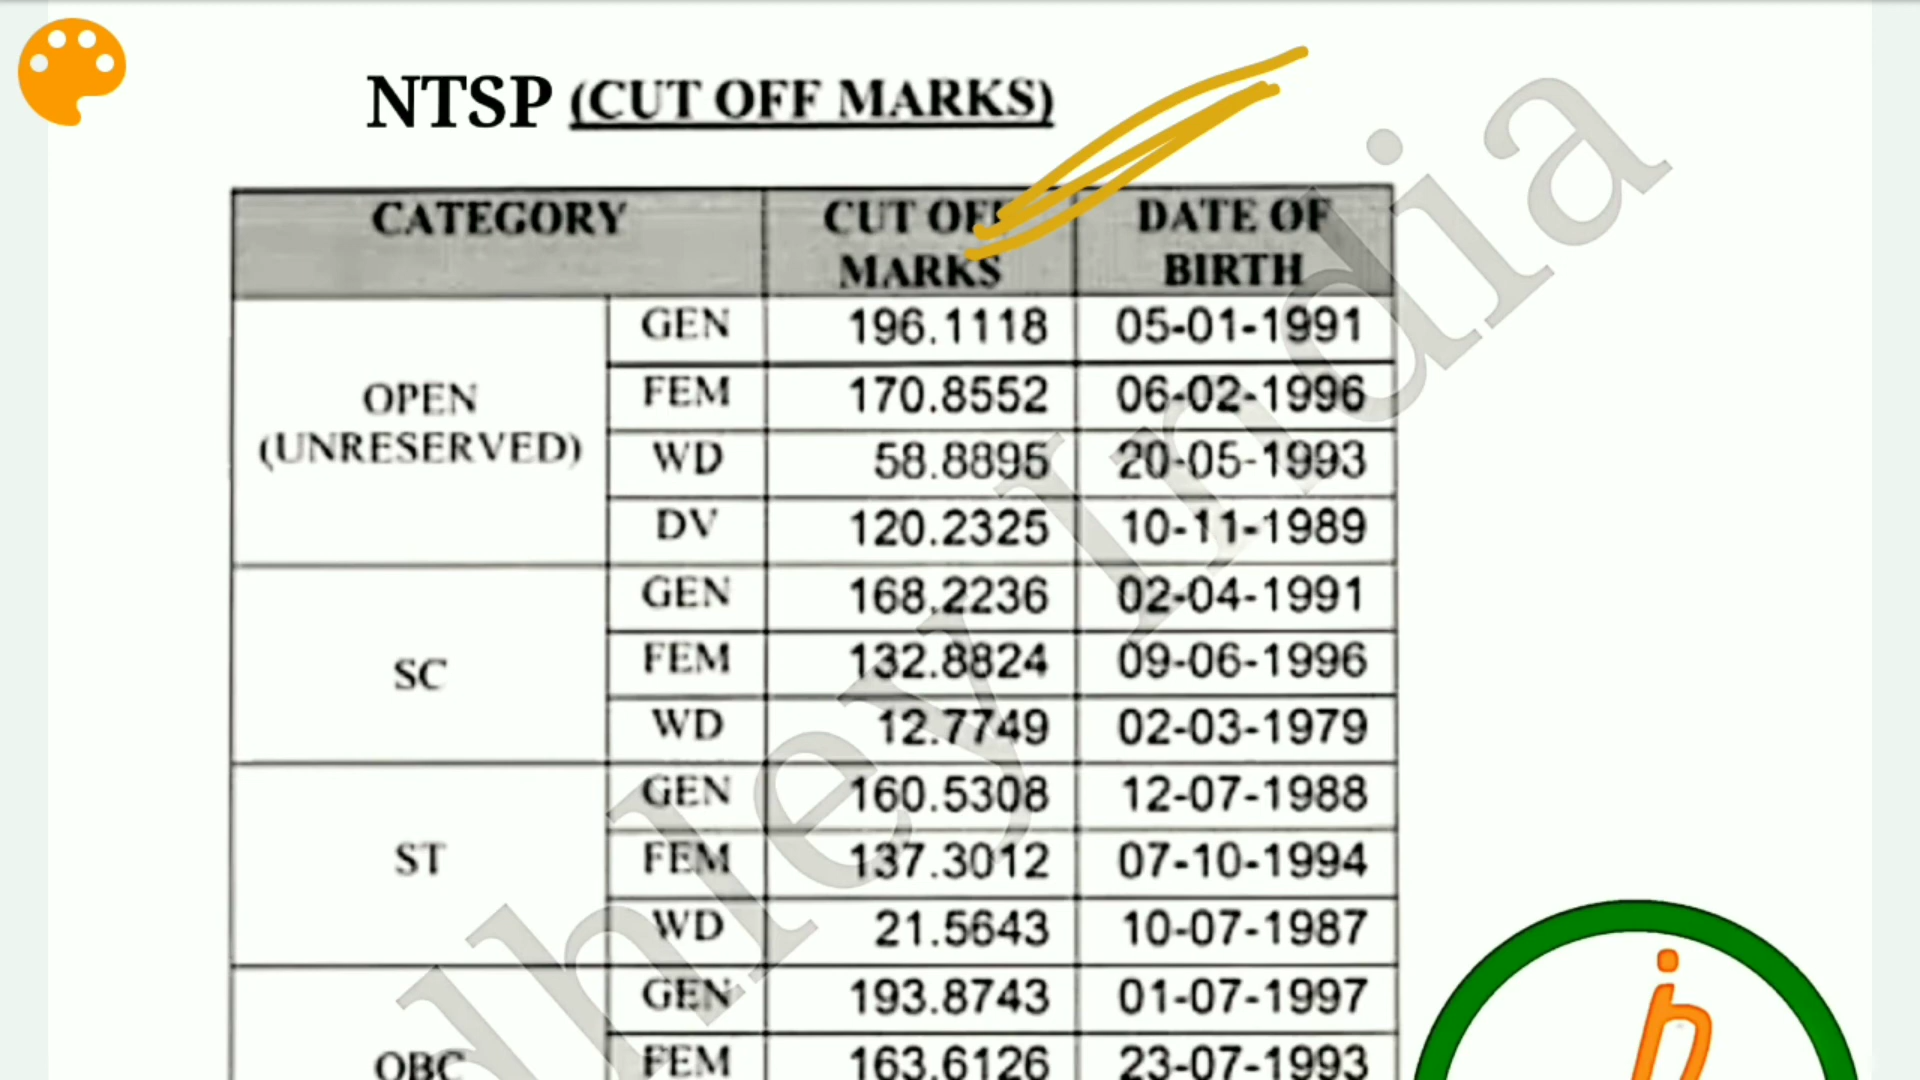 NTSP (CUT OFF MARKS)
CATEGORY CUT OFF MARKS DATE OF BIRTH
OPEN (UNRESERVED) GEN 196.1118 05-01-1991
FEM 170.8552 06-02-1996
WD 58.8895 20-05-1993
DV 120.2325 10-11-1989
SC GEN 168.2236 02-04-1991
FEM 132.8824 09-06-1996
WD 12.7749 02-03-1979
ST GEN 160.5308 12-07-1988
FEM 137.3012 07-10-1994
WD 21.5643 10-07-1987
OBC GEN 193.8743 01-07-1997
FEM 163.6126 23-07-1993
India